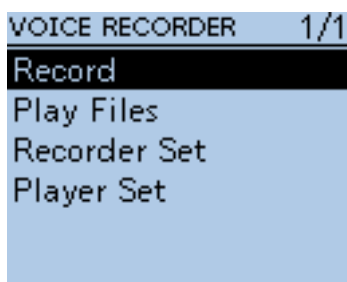 VOICE RECORDER 1/1
Record
Play Files
Recorder Set
Player Set